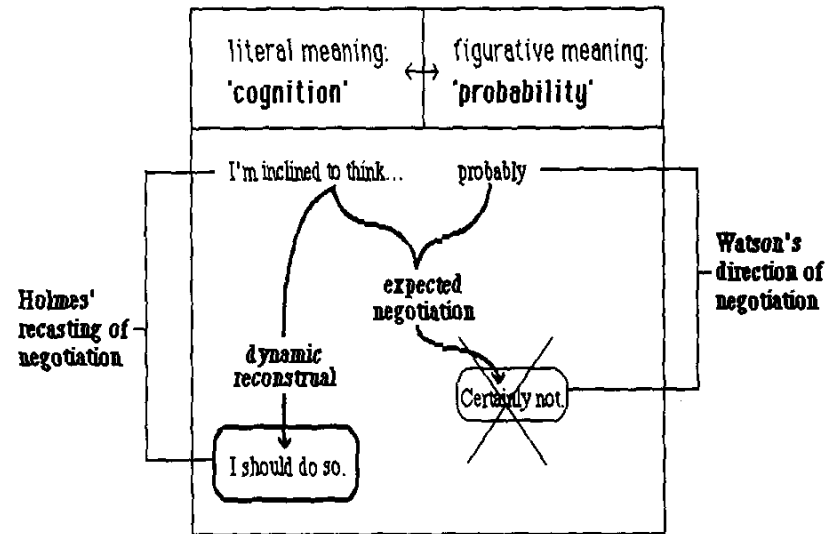 literal meaning:
'cognition'
figurative meaning:
'probability'
I'm inclined to think...
probably
Holmes'
recasting of
negotiation
Watson's
direction of
negotiation
expected
negotiation
dynamic
reconstrual
Certainly not.
I should do so.